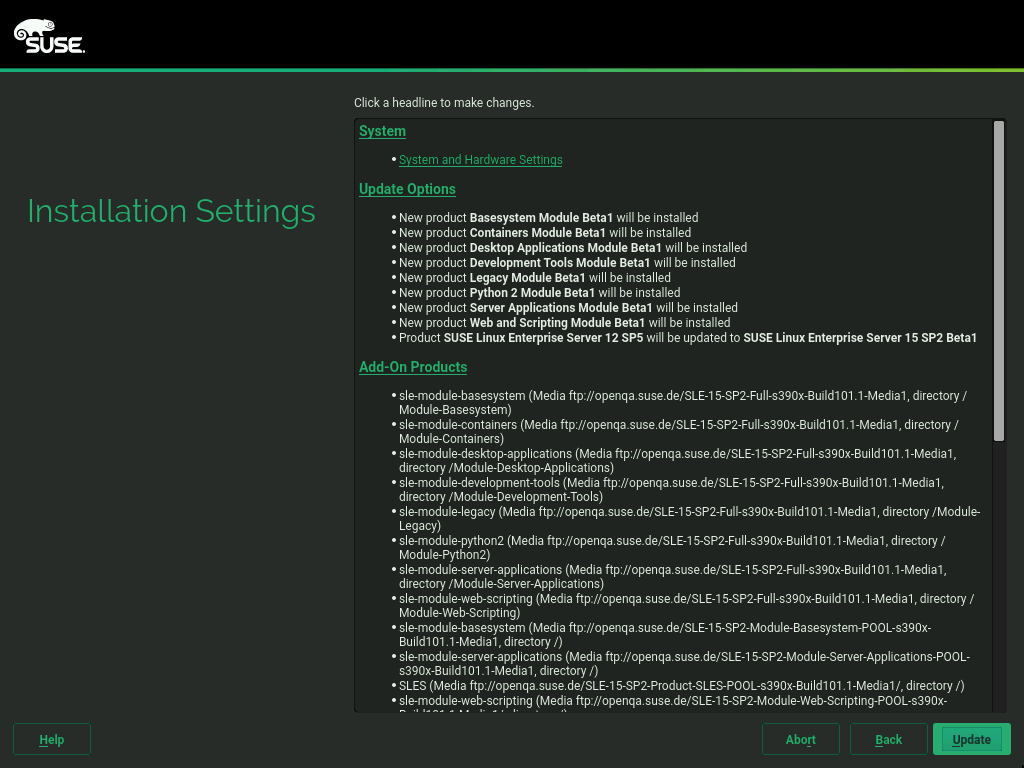 SUSE.
Click a headline to make changes.
Installation Settings
System
• System and Hardware Settings
Update Options
• New product Basesystem Module Beta1 will be installed
• New product Containers Module Beta1 will be installed
• New product Desktop Applications Module Beta1 will be installed
• New product Development Tools Module Beta1 will be installed
• New product Legacy Module Beta1 will be installed
• New product Python 2 Module Beta1 will be installed
• New product Server Applications Module Beta1 will be installed
• New product Web and Scripting Module Beta1 will be installed
• Product SUSE Linux Enterprise Server 12 SP5 will be updated to SUSE Linux Enterprise Server 15 SP2 Beta1
Add-On Products
• sle-module-basesystem (Media ftp://openqa.suse.de/SLE-15-SP2-Full-s390x-Build101.1-Media1, directory /
Module-Basesystem)
• sle-module-containers (Media ftp://openqa.suse.de/SLE-15-SP2-Full-s390x-Build101.1-Media1, directory /
Module-Containers)
• sle-module-desktop-applications (Media ftp://openqa.suse.de/SLE-15-SP2-Full-s390x-Build101.1-Media1,
directory /Module-Desktop-Applications)
• sle-module-development-tools (Media ftp://openqa.suse.de/SLE-15-SP2-Full-s390x-Build101.1-Media1,
directory /Module-Development-Tools)
• sle-module-legacy (Media ftp://openqa.suse.de/SLE-15-SP2-Full-s390x-Build101.1-Media1, directory /Module-
Legacy)
• sle-module-python2 (Media ftp://openqa.suse.de/SLE-15-SP2-Full-s390x-Build101.1-Media1, directory /
Module-Python2)
• sle-module-server-applications (Media ftp://openqa.suse.de/SLE-15-SP2-Full-s390x-Build101.1-Media1,
directory /Module-Server-Applications)
• sle-module-web-scripting (Media ftp://openqa.suse.de/SLE-15-SP2-Full-s390x-Build101.1-Media1, directory /
Module-Web-Scripting)
• sle-module-basesystem (Media ftp://openqa.suse.de/SLE-15-SP2-Module-Basesystem-POOL-s390x-
Build101.1-Media1, directory /)
• sle-module-server-applications (Media ftp://openqa.suse.de/SLE-15-SP2-Module-Server-Applications-POOL-
s390x-Build101.1-Media1, directory /)
• SLES (Media ftp://openqa.suse.de/SLE-15-SP2-Product-SLES-POOL-s390x-Build101.1-Media1/, directory /)
• sle-module-web-scripting (Media ftp://openqa.suse.de/SLE-15-SP2-Module-Web-Scripting-POOL-s390x-
Help
Abort
Back
Update